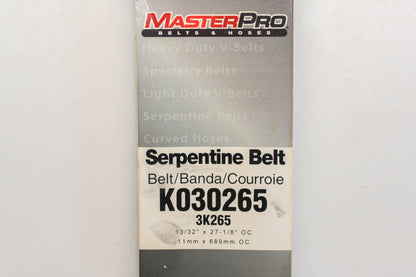 MASTERPRO
BELTS & HOSES
Heavy Duty V-Belts
Specialty Belts
Light Duty V-Belts
Serpentine Belts
Curved Hoses
Serpentine Belt
Belt/Banda/Courroie
K030265
3K265
13/32" x 27-1/8" OC
11mm x 689mm OC